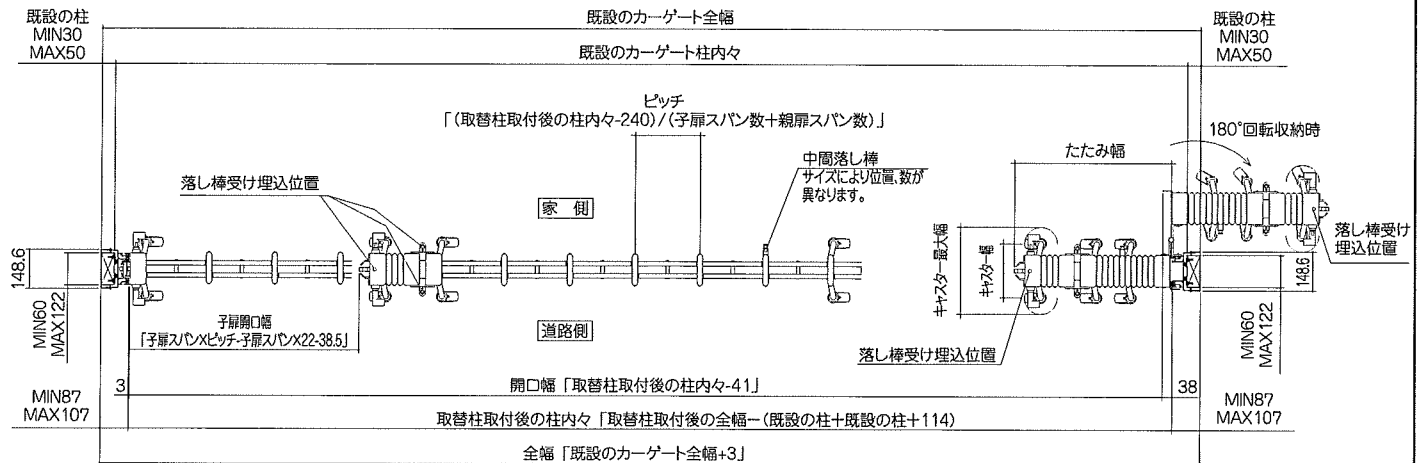 既設の柱
MIN30
MAX50
既設のカーゲート全幅
既設の柱
MIN30
MAX50
既設のカーゲート柱内々
ピッチ
「(取替柱取付後の柱内々-240)/(子扉スパン数+親扉スパン数)」
180°回転収納時
たたみ幅
中間落し棒
サイズにより位置、数が
異なります。
落し棒受け埋込位置
家 側
落し棒受け
埋込位置
148.6
MIN60
MAX122
キャスター最大幅
キャスター幅
148.6
MIN60
MAX122
子扉開口幅
「子扉スパン×ピッチ-子扉スパン×22-38.5」
道路側
落し棒受け埋込位置
3
開口幅「取替柱取付後の柱内々-41」
38
MIN87
MAX107
MIN87
MAX107
取替柱取付後の柱内々「取替柱取付後の全幅-(既設の柱+既設の柱+114)
全幅「既設のカーゲート全幅+3」